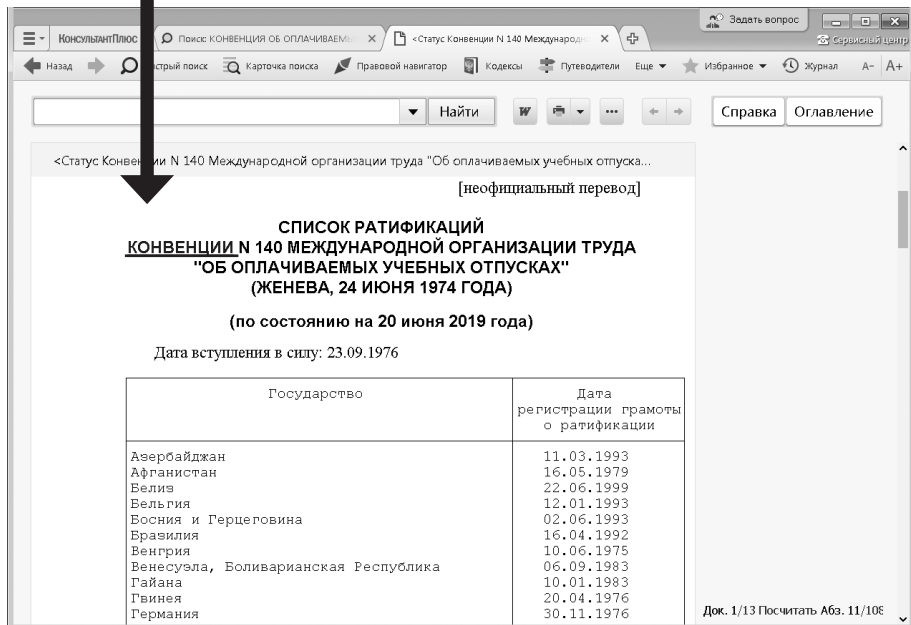 Задать вопрос
КонсультантПлюс
Поиск: КОНВЕНЦИЯ ОБ ОПЛАЧИВАЕМ
<Статус Конвенции N 140 Международн
Сервисный центр
Назад
стрый поиск
Карточка поиска
Правовой навигатор
Кодексы
Путеводители
Еще
Избранное
Журнал
A- A+
Найти
W
Справка
Оглавление
<Статус Конвенции N 140 Международной организации труда "Об оплачиваемых учебных отпуска...
[неофициальный перевод]
СПИСОК РАТИФИКАЦИЙ
КОНВЕНЦИИ N 140 МЕЖДУНАРОДНОЙ ОРГАНИЗАЦИИ ТРУДА
"ОБ ОПЛАЧИВАЕМЫХ УЧЕБНЫХ ОТПУСКАХ"
(ЖЕНЕВА, 24 ИЮНЯ 1974 ГОДА)
(по состоянию на 20 июня 2019 года)
Дата вступления в силу: 23.09.1976
Государство
Дата
регистрации грамоты
о ратификации
Азербайджан 11.03.1993
Афганистан 16.05.1979
Белиз 22.06.1999
Бельгия 12.01.1993
Босния и Герцеговина 02.06.1993
Бразилия 16.04.1992
Венгрия 10.06.1975
Венесуэла, Боливарианская Республика 06.09.1983
Гайана 10.01.1983
Гвинея 20.04.1976
Германия 30.11.1976
Док. 1/13 Посчитать Абз. 11/108